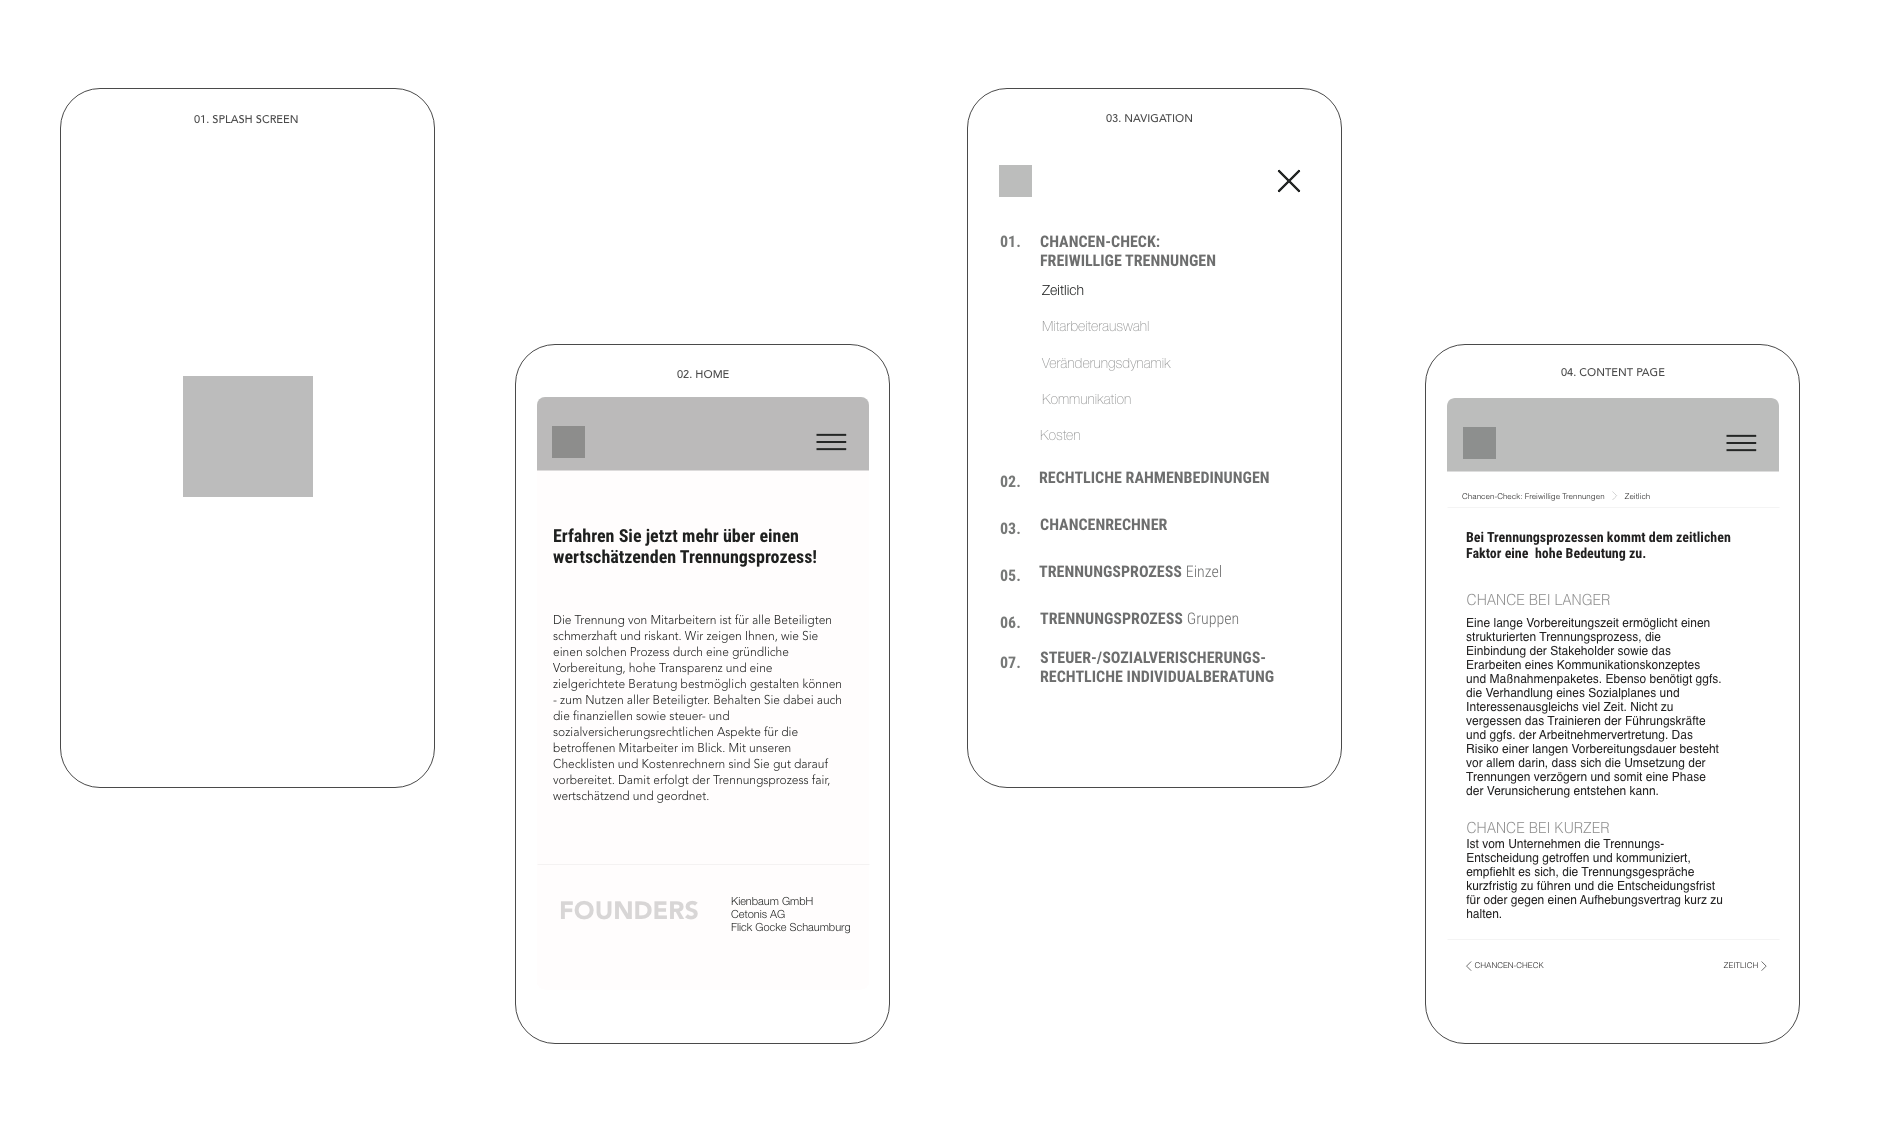 01. SPLASH SCREEN
02. HOME
Erfahren Sie jetzt mehr über einen
wertschätzenden Trennungsprozess!
Die Trennung von Mitarbeitern ist für alle Beteiligten
schmerzhaft und riskant. Wir zeigen Ihnen, wie Sie
einen solchen Prozess durch eine gründliche
Vorbereitung, hohe Transparenz und eine
zielgerichtete Beratung bestmöglich gestalten können
- zum Nutzen aller Beteiligter. Behalten Sie dabei auch
die finanziellen sowie steuer- und
sozialversicherungsrechtlichen Aspekte für die
betroffenen Mitarbeiter im Blick. Mit unseren
Checklisten und Kostenrechnern sind Sie gut darauf
vorbereitet. Damit erfolgt der Trennungsprozess fair,
wertschätzend und geordnet.
FOUNDERS
Kienbaum GmbH
Cetonis AG
Flick Gocke Schaumburg
03. NAVIGATION
01. CHANCEN-CHECK:
FREIWILLIGE TRENNUNGEN
Zeitlich
Mitarbeiterauswahl
Veränderungsdynamik
Kommunikation
Kosten
02. RECHTLICHE RAHMENBEDINUNGEN
03. CHANCENRECHNER
05. TRENNUNGSPROZESS Einzel
06. TRENNUNGSPROZESS Gruppen
07. STEUER-/SOZIALVERISCHERUNGS-
RECHTLICHE INDIVIDUALBERATUNG
04. CONTENT PAGE
Chancen-Check: Freiwillige Trennungen > Zeitlich
Bei Trennungsprozessen kommt dem zeitlichen
Faktor eine  hohe Bedeutung zu.
CHANCE BEI LANGER
Eine lange Vorbereitungszeit ermöglicht einen
strukturierten Trennungsprozess, die
Einbindung der Stakeholder sowie das
Erarbeiten eines Kommunikationskonzeptes
und Maßnahmenpaketes. Ebenso benötigt ggfs.
die Verhandlung eines Sozialplanes und
Interessenausgleichs viel Zeit. Nicht zu
vergessen das Trainieren der Führungskräfte
und ggfs. der Arbeitnehmervertretung. Das
Risiko einer langen Vorbereitungsdauer besteht
vor allem darin, dass sich die Umsetzung der
Trennungen verzögern und somit eine Phase
der Verunsicherung entstehen kann.
CHANCE BEI KURZER
Ist vom Unternehmen die Trennungs-
Entscheidung getroffen und kommuniziert,
empfiehlt es sich, die Trennungsgespräche
kurzfristig zu führen und die Entscheidungsfrist
für oder gegen einen Aufhebungsvertrag kurz zu
halten.
< CHANCEN-CHECK
ZEITLICH >